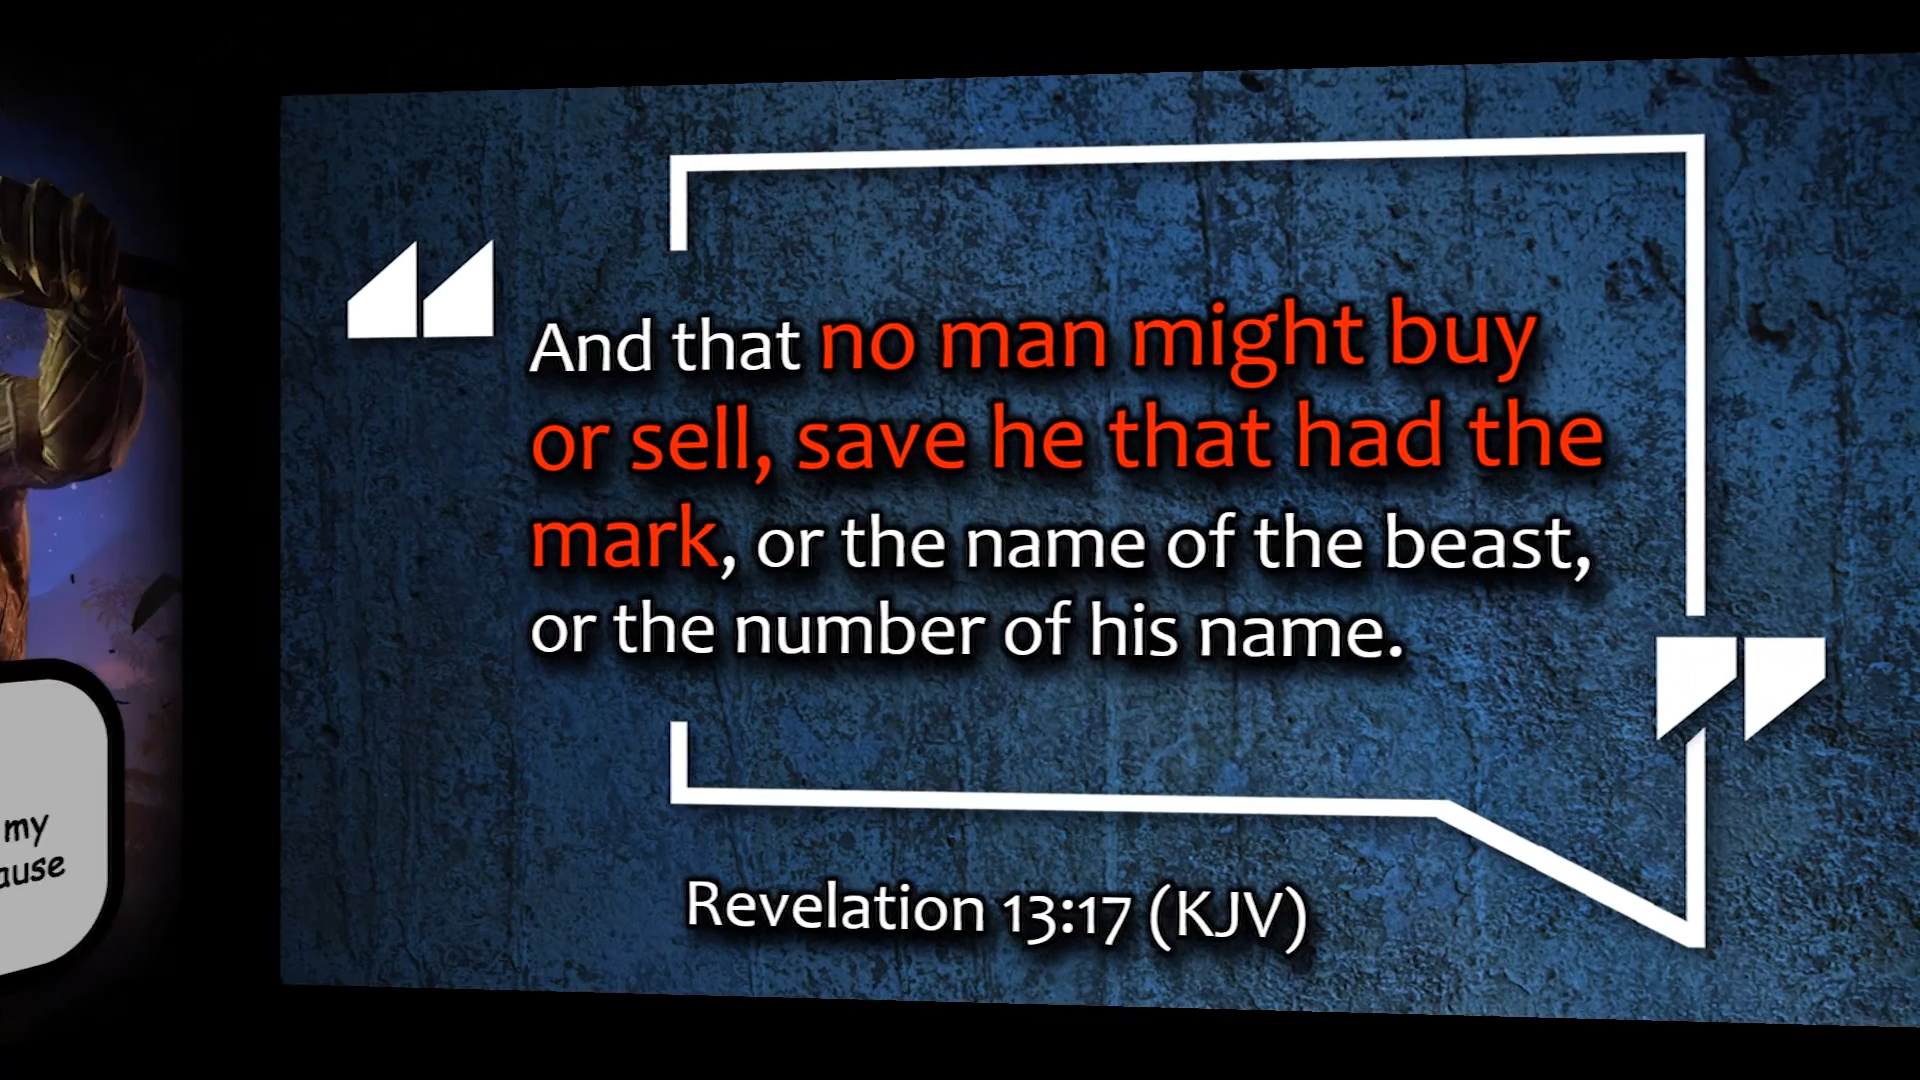 And that no man might buy
or sell, save he that had the
mark, or the name of the beast,
or the number of his name.
Revelation 13:17 (KJV)
my